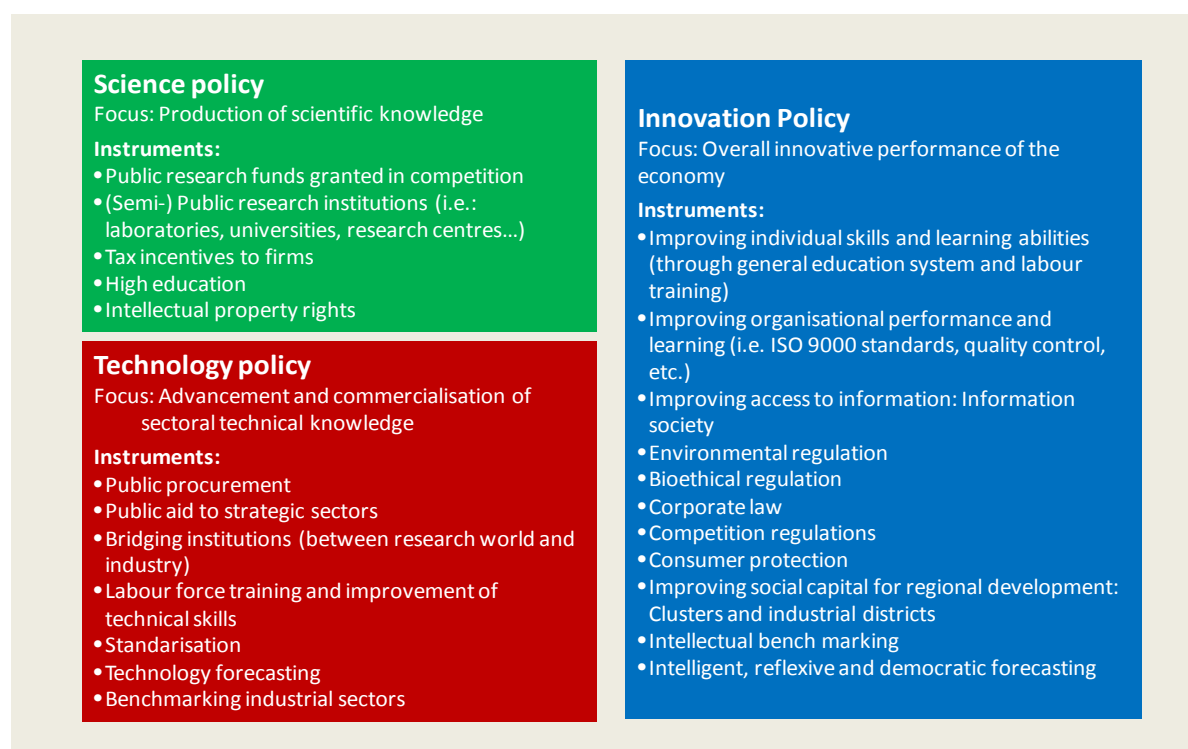 Science policy
Focus: Production of scientific knowledge
Instruments:
•Public research funds granted in competition
•(Semi-) Public research institutions (i.e.:
laboratories, universities, research centres...)
•Tax incentives to firms
•High education
•Intellectual property rights
Technology policy
Focus: Advancement and commercialisation of
sectoral technical knowledge
Instruments:
•Public procurement
•Public aid to strategic sectors
•Bridging institutions (between research world and
industry)
•Labour force training and improvement of
technical skills
•Standarisation
•Technology forecasting
•Benchmarking industrial sectors
Innovation Policy
Focus: Overall innovative performance of the
economy
Instruments:
•Improving individual skills and learning abilities
(through general education system and labour
training)
•Improving organisational performance and
learning (i.e. ISO 9000 standards, quality control,
etc.)
•Improving access to information: Information
society
•Environmental regulation
•Bioethical regulation
•Corporate law
•Competition regulations
•Consumer protection
•Improving social capital for regional development:
Clusters and industrial districts
•Intellectual bench marking
•Intelligent, reflexive and democratic forecasting